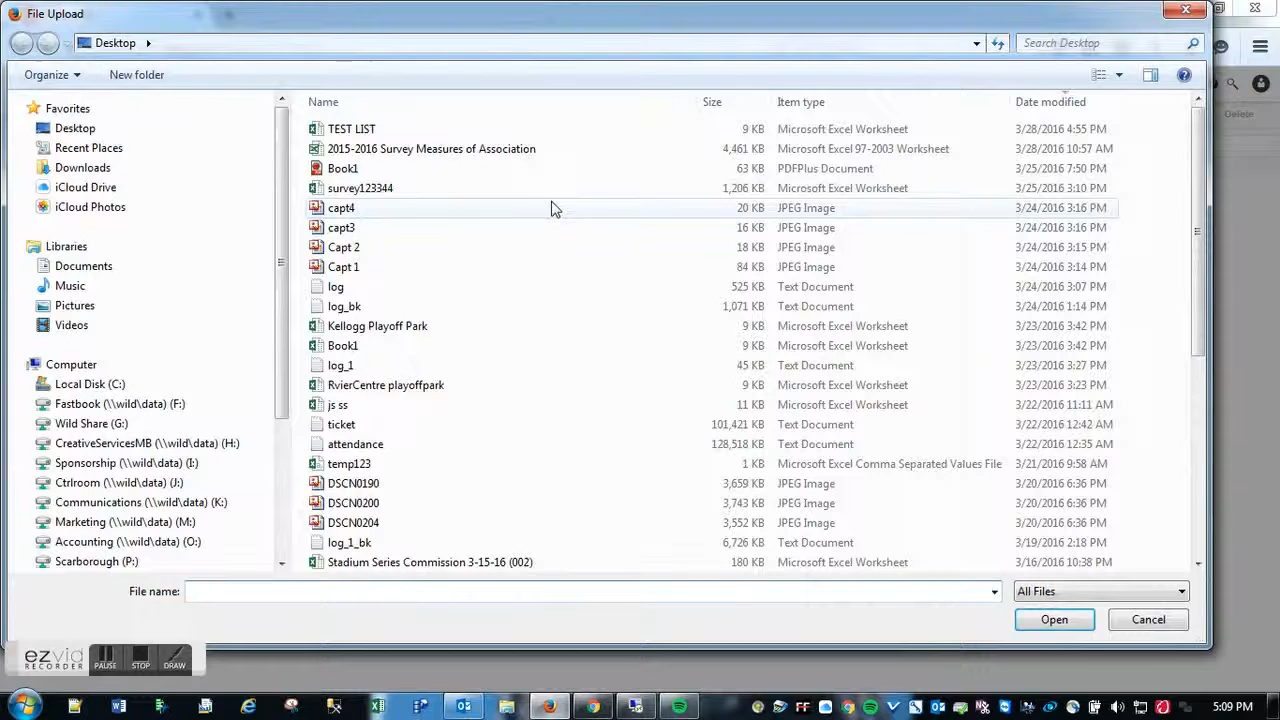 File Upload
Desktop
Search Desktop
Organize
New folder
Delete
Name Size Item type Date modified
Favorites
Desktop
Recent Places
Downloads
iCloud Drive
iCloud Photos
Libraries
Documents
Music
Pictures
Videos
Computer
Local Disk (C:)
Fastbook (\\wild\data) (F:)
Wild Share (G:)
CreativeServicesMB (\\wild\data) (H:)
Sponsorship (\\wild\data) (I:)
Ctrlroom (\\wild\data) (J:)
Communications (\\wild\data) (K:)
Marketing (\\wild\data) (M:)
Accounting (\\wild\data) (O:)
Scarborough (P:)
TEST LIST 9 KB Microsoft Excel Worksheet 3/28/2016 4:55 PM
2015-2016 Survey Measures of Association 4,461 KB Microsoft Excel 97-2003 Worksheet 3/28/2016 10:57 AM
Book1 63 KB PDFPlus Document 3/25/2016 7:50 PM
survey123344 1,206 KB Microsoft Excel Worksheet 3/25/2016 3:10 PM
capt4 20 KB JPEG Image 3/24/2016 3:16 PM
capt3 16 KB JPEG Image 3/24/2016 3:16 PM
Capt 2 18 KB JPEG Image 3/24/2016 3:15 PM
Capt 1 84 KB JPEG Image 3/24/2016 3:14 PM
log 525 KB Text Document 3/24/2016 3:07 PM
log_bk 1,071 KB Text Document 3/24/2016 1:14 PM
Kellogg Playoff Park 9 KB Microsoft Excel Worksheet 3/23/2016 3:42 PM
Book1 9 KB Microsoft Excel Worksheet 3/23/2016 3:42 PM
log_1 45 KB Text Document 3/23/2016 3:27 PM
RvierCentre playoffpark 9 KB Microsoft Excel Worksheet 3/23/2016 3:23 PM
js ss 11 KB Microsoft Excel Worksheet 3/22/2016 11:11 AM
ticket 101,421 KB Text Document 3/22/2016 12:42 AM
attendance 128,518 KB Text Document 3/22/2016 12:35 AM
temp123 1 KB Microsoft Excel Comma Separated Values File 3/21/2016 9:58 AM
DSCN0190 3,659 KB JPEG Image 3/20/2016 6:36 PM
DSCN0200 3,743 KB JPEG Image 3/20/2016 6:36 PM
DSCN0204 3,552 KB JPEG Image 3/20/2016 6:36 PM
log_1_bk 6,726 KB Text Document 3/19/2016 2:18 PM
Stadium Series Commission 3-15-16 (002) 180 KB Microsoft Excel Worksheet 3/16/2016 10:38 PM
File name:
All Files
Open
Cancel
ezvid
RECORDER
PAUSE STOP DRAW
5:09 PM